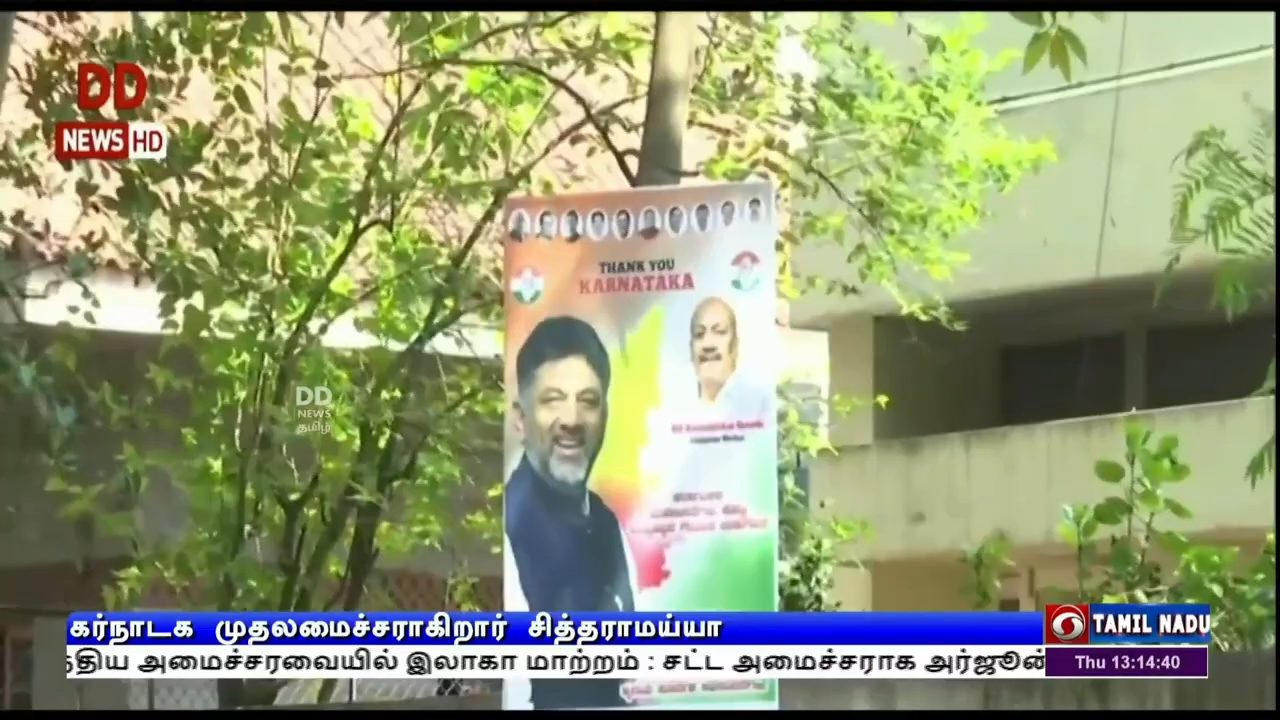 DD
NEWS HD
THANK YOU
KARNATAKA
DD
NEWS
தமிழ்
கர்நாடக முதலமைச்சராகிறார் சித்தராமய்யா
TAMIL NADU
அமைச்சரவையில் இலாகா மாற்றம் : சட்ட அமைச்சராக அர்ஜூன்
Thu 13:14:40